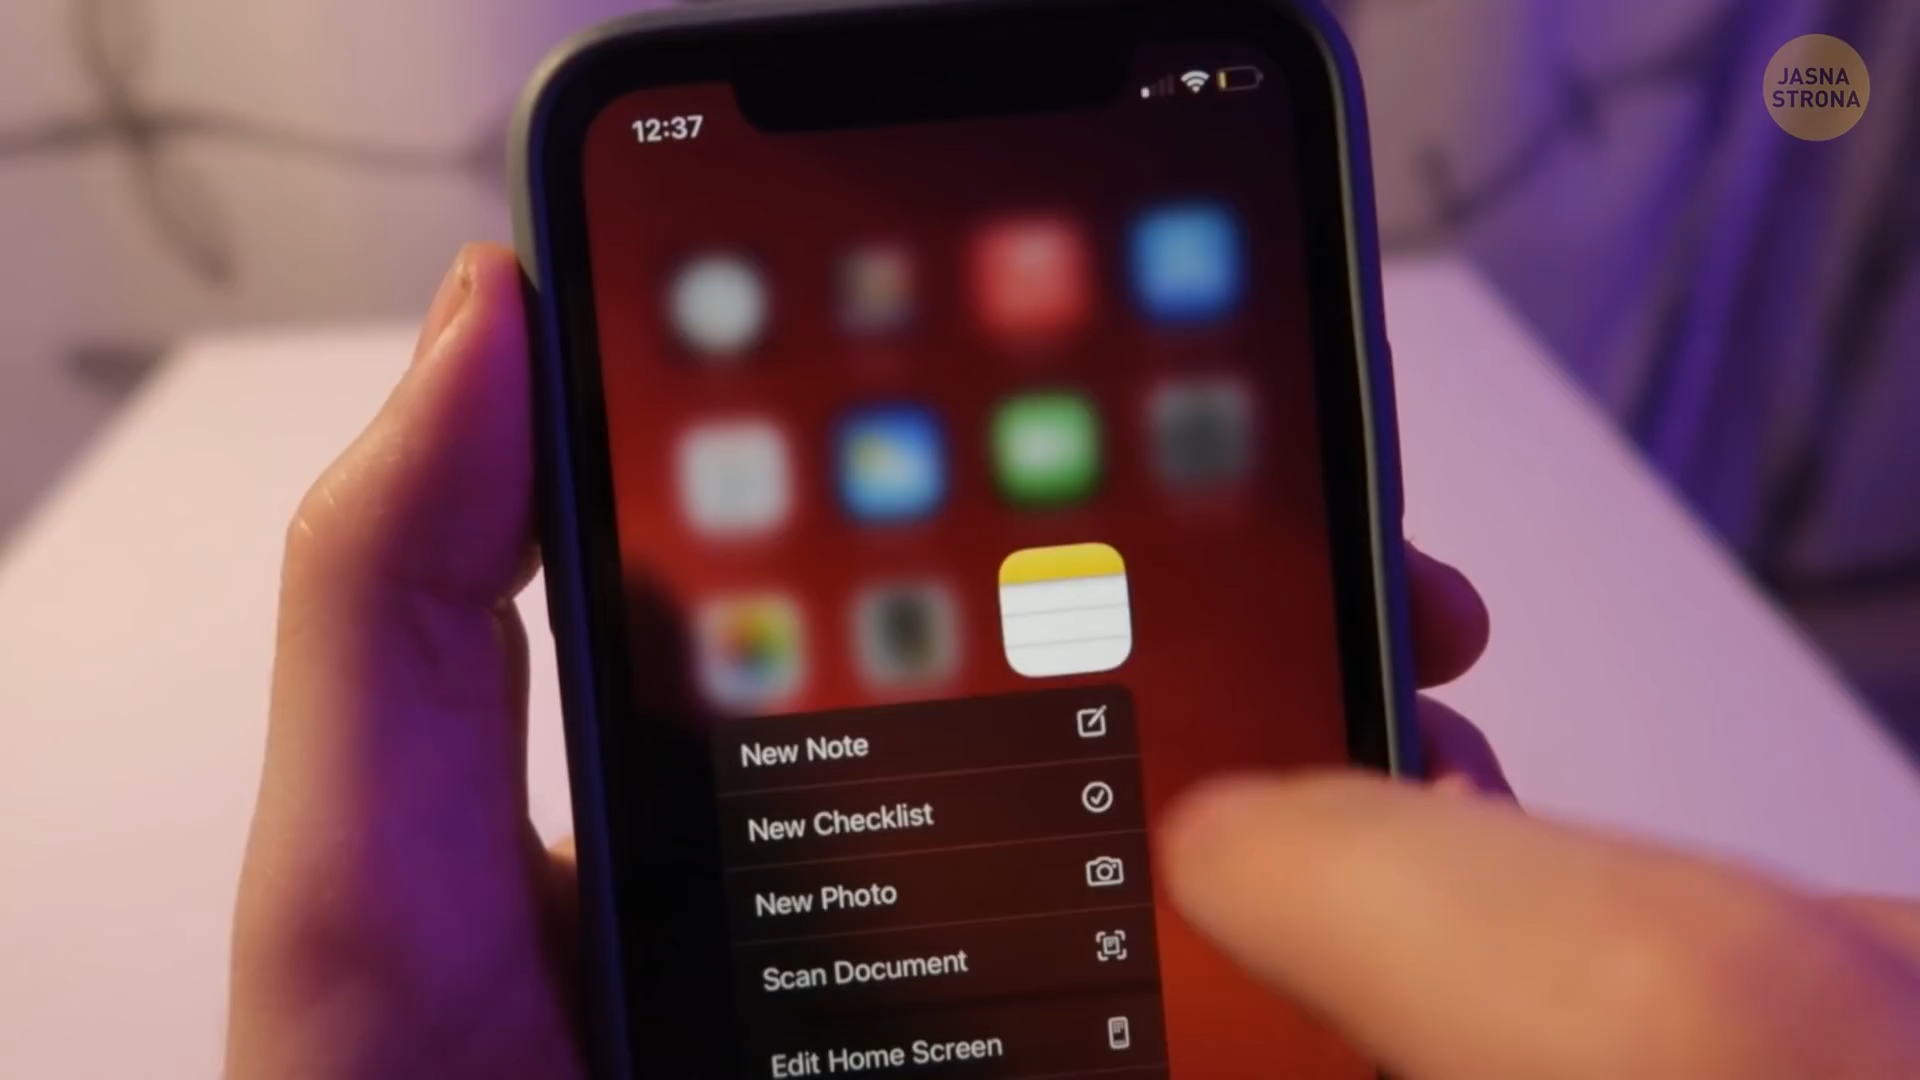 JASNA
STRONA
12:37
New Note
New Checklist
New Photo
Scan Document
Edit Home Screen